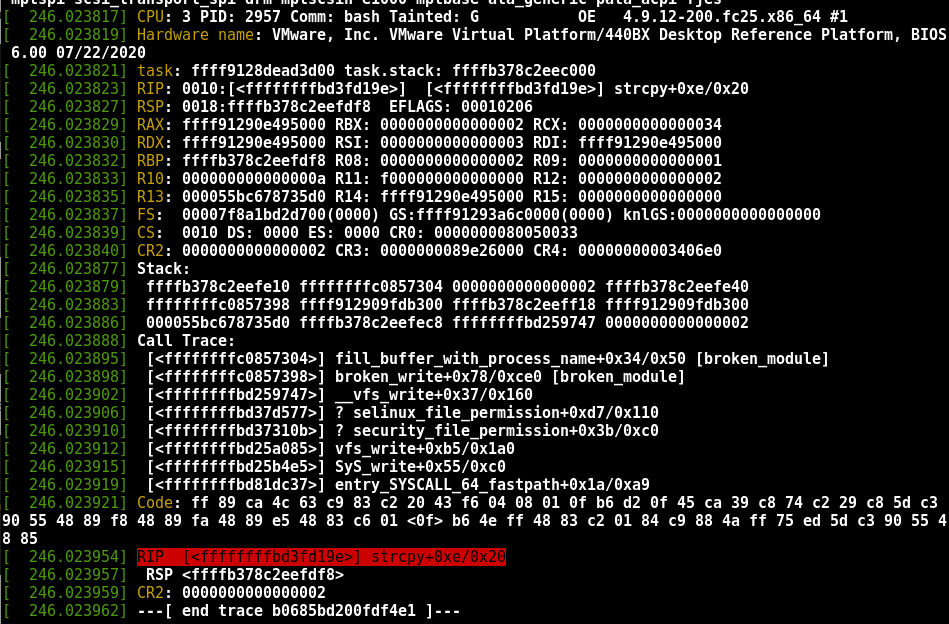 mptspi scsi_transport_spi drm mptscsih e1000 mptbase ata_generic pata_acpi fjes
[  246.023817] CPU: 3 PID: 2957 Comm: bash Tainted: G           OE   4.9.12-200.fc25.x86_64 #1
[  246.023819] Hardware name: VMware, Inc. VMware Virtual Platform/440BX Desktop Reference Platform, BIOS
 6.00 07/22/2020
[  246.023821] task: ffff9128dead3d00 task.stack: ffffb378c2eec000
[  246.023823] RIP: 0010:[<ffffffffbd3fd19e>]  [<ffffffffbd3fd19e>] strcpy+0xe/0x20
[  246.023827] RSP: 0018:ffffb378c2eefdf8  EFLAGS: 00010206
[  246.023829] RAX: ffff91290e495000 RBX: 0000000000000002 RCX: 0000000000000034
[  246.023830] RDX: ffff91290e495000 RSI: 0000000000000003 RDI: ffff91290e495000
[  246.023832] RBP: ffffb378c2eefdf8 R08: 0000000000000002 R09: 0000000000000001
[  246.023833] R10: 000000000000000a R11: f000000000000000 R12: 0000000000000002
[  246.023835] R13: 000055bc678735d0 R14: ffff91290e495000 R15: 0000000000000000
[  246.023837] FS:  00007f8a1bd2d700(0000) GS:ffff91293a6c0000(0000) knlGS:0000000000000000
[  246.023839] CS:  0010 DS: 0000 ES: 0000 CR0: 0000000080050033
[  246.023840] CR2: 0000000000000002 CR3: 0000000089e26000 CR4: 00000000003406e0
[  246.023877] Stack:
[  246.023879]  ffffb378c2eefe10 ffffffffc0857304 0000000000000002 ffffb378c2eefe40
[  246.023883]  ffffffffc0857398 ffff912909fdb300 ffffb378c2eeff18 ffff912909fdb300
[  246.023886]  000055bc678735d0 ffffb378c2eefec8 ffffffffbd259747 0000000000000002
[  246.023888] Call Trace:
[  246.023895]  [<ffffffffc0857304>] fill_buffer_with_process_name+0x34/0x50 [broken_module]
[  246.023898]  [<ffffffffc0857398>] broken_write+0x78/0xce0 [broken_module]
[  246.023902]  [<ffffffffbd259747>] __vfs_write+0x37/0x160
[  246.023906]  [<ffffffffbd37d577>] ? selinux_file_permission+0xd7/0x110
[  246.023910]  [<ffffffffbd37310b>] ? security_file_permission+0x3b/0xc0
[  246.023912]  [<ffffffffbd25a085>] vfs_write+0xb5/0x1a0
[  246.023915]  [<ffffffffbd25b4e5>] SyS_write+0x55/0xc0
[  246.023919]  [<ffffffffbd81dc37>] entry_SYSCALL_64_fastpath+0x1a/0xa9
[  246.023921] Code: ff 89 ca 4c 63 c9 83 c2 20 43 f6 04 08 01 0f b6 d2 0f 45 ca 39 c8 74 c2 29 c8 5d c3
90 55 48 89 f8 48 89 fa 48 89 e5 48 83 c6 01 <0f> b6 4e ff 48 83 c2 01 84 c9 88 4a ff 75 ed 5d c3 90 55 4
8 85
[  246.023954] RIP  [<ffffffffbd3fd19e>] strcpy+0xe/0x20
[  246.023957]  RSP <ffffb378c2eefdf8>
[  246.023959] CR2: 0000000000000002
[  246.023962] ---[ end trace b0685bd200fdf4e1 ]---